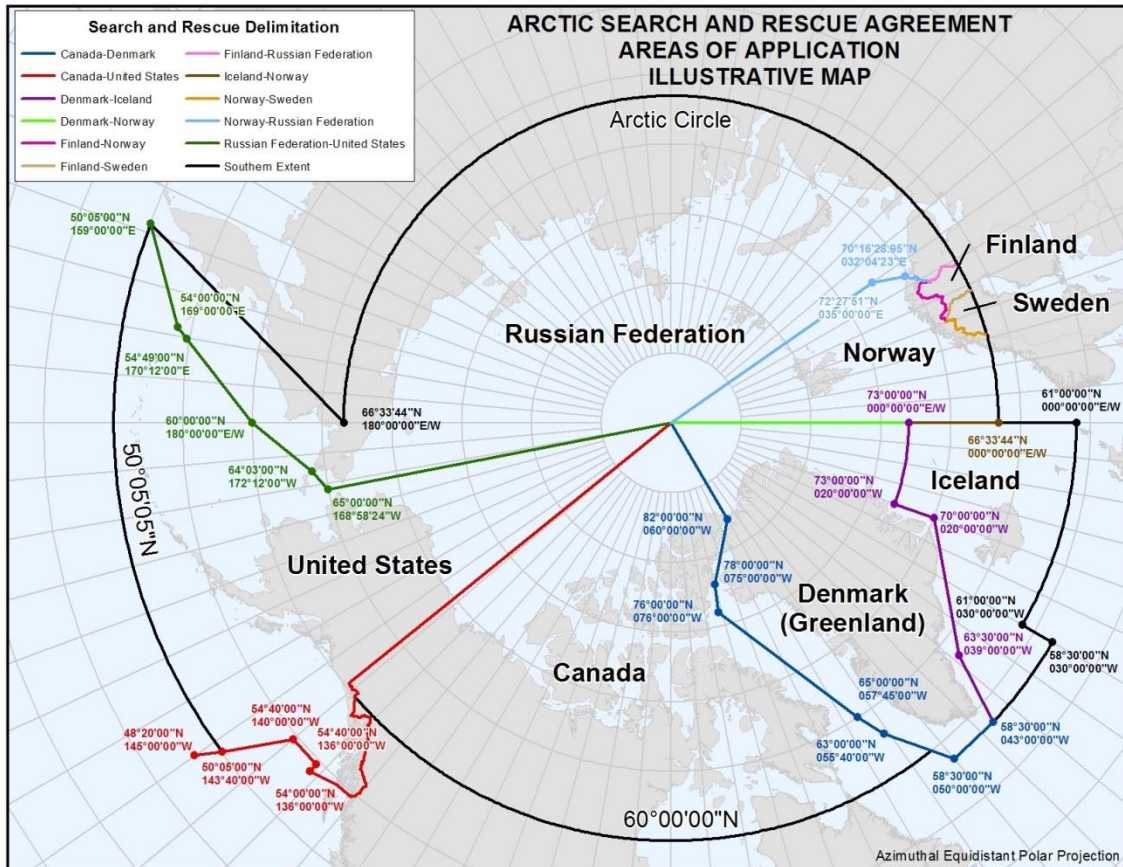 ARCTIC SEARCH AND RESCUE AGREEMENT
AREAS OF APPLICATION
ILLUSTRATIVE MAP
Search and Rescue Delimitation
Canada-Denmark
Canada-United States
Denmark-Iceland
Denmark-Norway
Finland-Norway
Finland-Sweden
Finland-Russian Federation
Iceland-Norway
Norway-Sweden
Norway-Russian Federation
Russian Federation-United States
Southern Extent
Arctic Circle
50°05'00"N
159°00'00"E
54°00'00"N
169°00'00"E
54°49'00"N
170°12'00"E
60°00'00"N
180°00'00"E/W
64°03'00"N
172°12'00"W
65°00'00"N
168°58'24"W
66°33'44"N
180°00'00"E/W
50°05'05"N
Russian Federation
70°16'28.95"N
032°04'23"E
72°27'51"N
035°00'00"E
Finland
Sweden
Norway
73°00'00"N
000°00'00"E/W
61°00'00"N
000°00'00"E/W
66°33'44"N
000°00'00"E/W
73°00'00"N
020°00'00"W
Iceland
70°00'00"N
020°00'00"W
82°00'00"N
060°00'00"W
78°00'00"N
075°00'00"W
76°00'00"N
076°00'00"W
United States
Denmark
(Greenland)
61°00'00"N
030°00'00"W
63°30'00"N
039°00'00"W
58°30'00"N
030°00'00"W
Canada
65°00'00"N
057°45'00"W
63°00'00"N
055°40'00"W
58°30'00"N
043°00'00"W
58°30'00"N
050°00'00"W
48°20'00"N
145°00'00"W
50°05'00"N
143°40'00"W
54°40'00"N
140°00'00"W
54°40'00"N
136°00'00"W
54°00'00"N
136°00'00"W
60°00'00"N
Azimuthal Equidistant Polar Projection